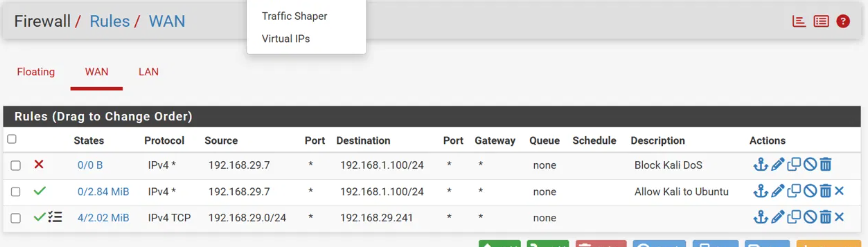 Firewall / Rules / WAN
Traffic Shaper
Virtual IPs
Floating WAN LAN
Rules (Drag to Change Order)
States Protocol Source Port Destination Port Gateway Queue Schedule Description Actions
0/0 B IPv4 * 192.168.29.7 * 192.168.1.100/24 * * none Block Kali DoS
0/2.84 MiB IPv4 * 192.168.29.7 * 192.168.1.100/24 * * none Allow Kali to Ubuntu
4/2.02 MiB IPv4 TCP 192.168.29.0/24 * 192.168.29.241 * * none